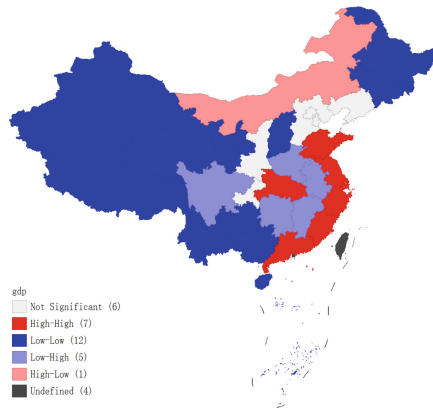 gdp
Not Significant (6)
High-High (7)
Low-Low (12)
Low-High (5)
High-Low (1)
Undefined (4)